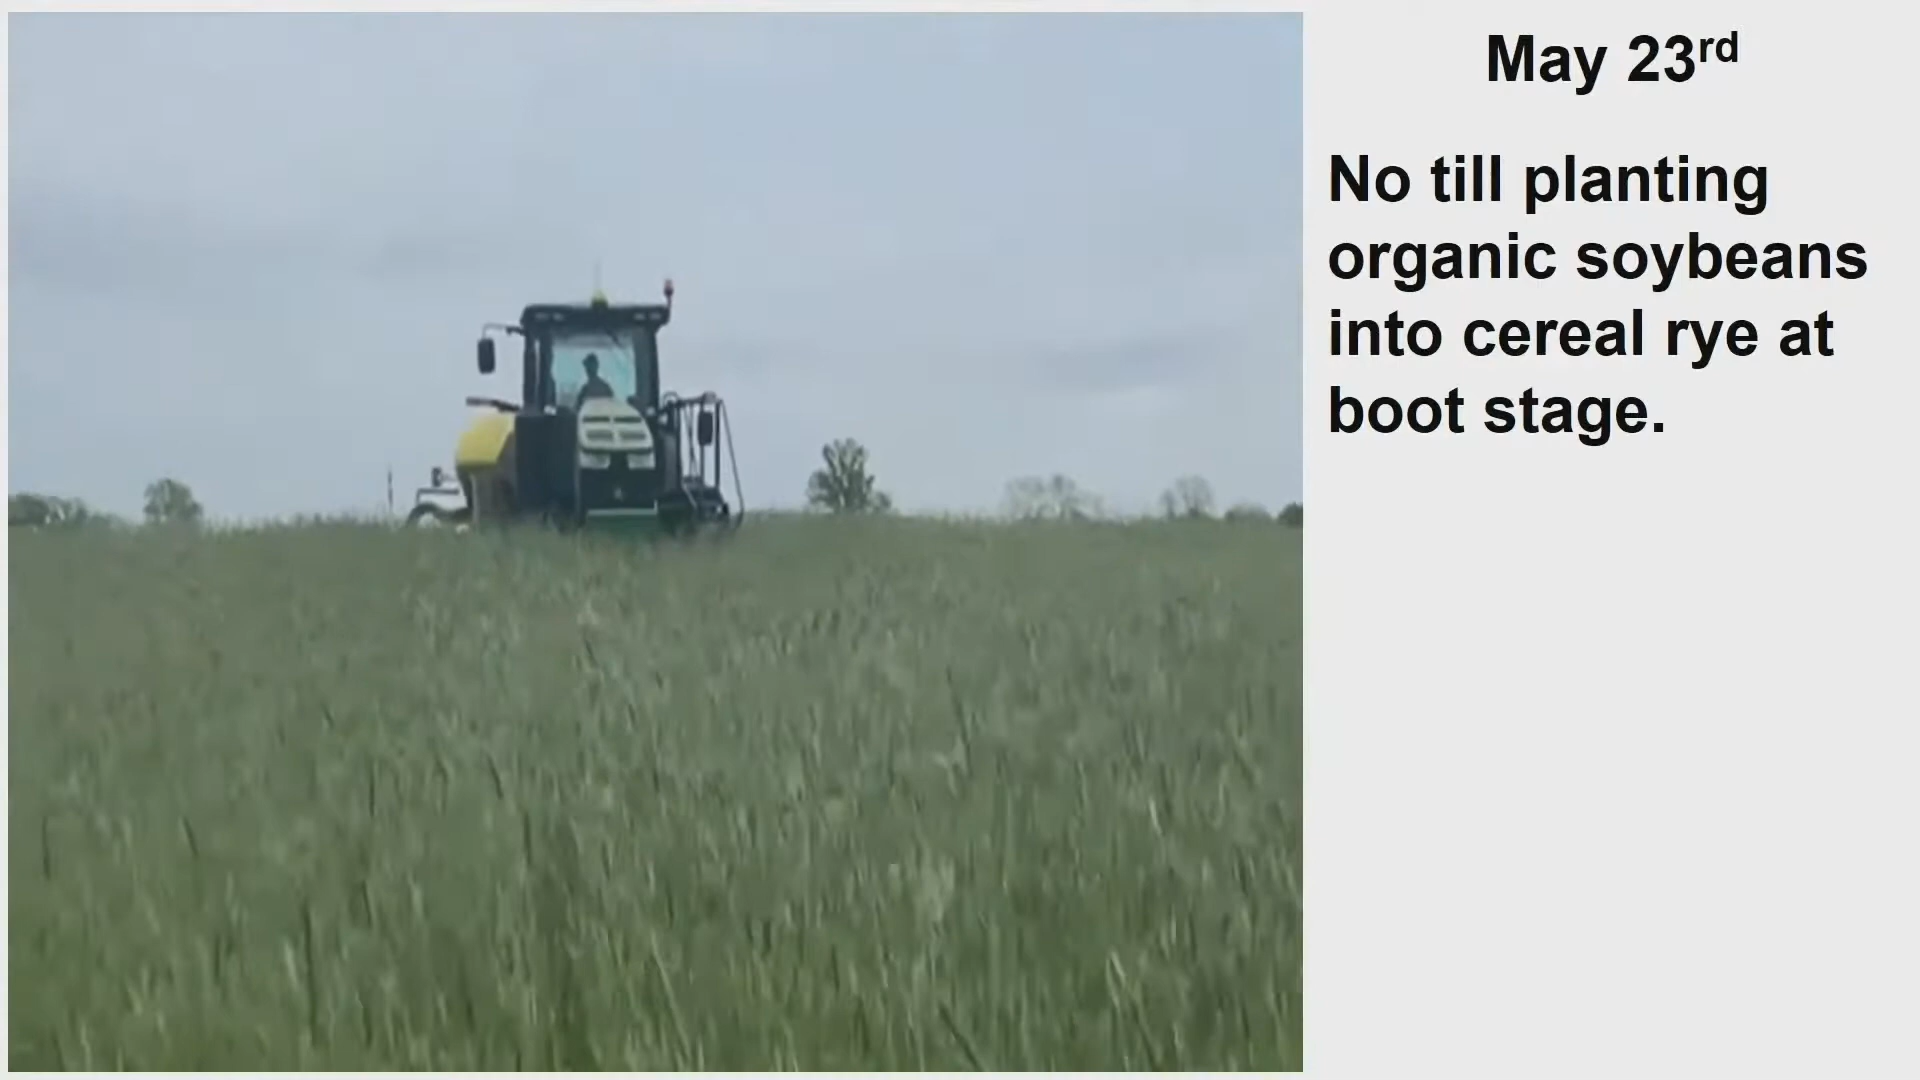 May 23rd
No till planting
organic soybeans
into cereal rye at
boot stage.